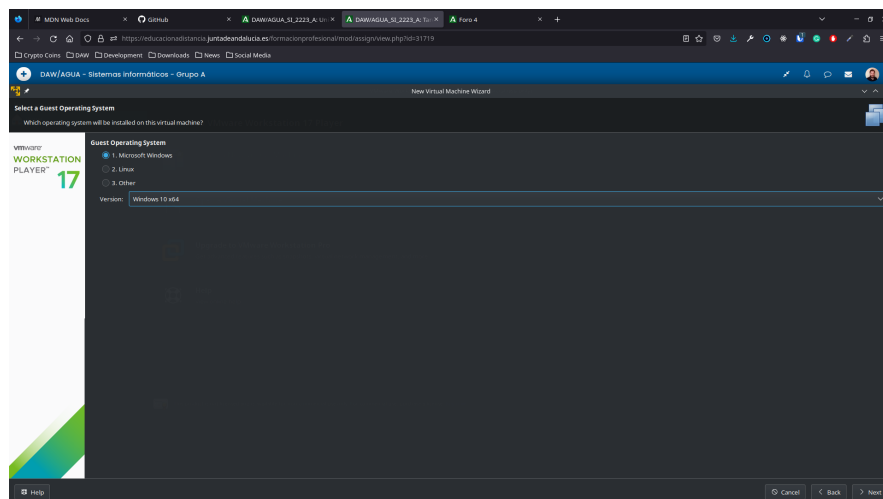 MDN Web Docs
GitHub
DAW/AGUA_SI_2223_A: Un
DAW/AGUA_SI_2223_A: Tar
Foro 4
https://educacionadistancia.juntadeandalucia.es/formacionprofesional/mod/assign/view.php?id=31719
Crypto Coins DAW Development Downloads News Social Media
DAW/AGUA - Sistemas informáticos - Grupo A
New Virtual Machine Wizard
Select a Guest Operating System
Which operating system will be installed on this virtual machine?
vmware
WORKSTATION
PLAYER™
17
Guest Operating System
1. Microsoft Windows
2. Linux
3. Other
Version: Windows 10 x64
Help
Cancel
< Back
> Next